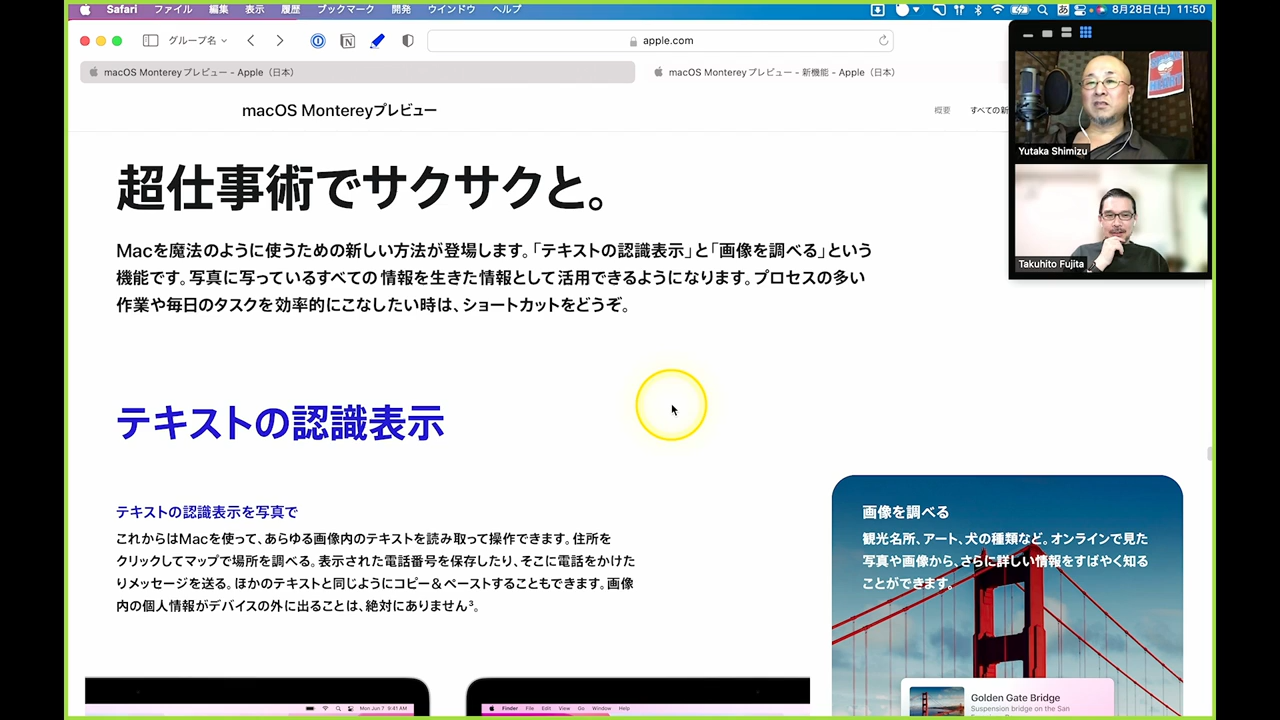 Safari ファイル 編集 表示 履歴 ブックマーク 開発 ウインドウ ヘルプ
あ 8月28日(土) 11:50
グループ名
apple.com
macOS Montereyプレビュー - Apple（日本）
macOS Montereyプレビュー - 新機能 - Apple（日本）
macOS Montereyプレビュー
概要 すべての新
Yutaka Shimizu
Takuhito Fujita
超仕事術でサクサクと。
Macを魔法のように使うための新しい方法が登場します。「テキストの認識表示」と「画像を調べる」という
機能です。写真に写っているすべての情報を生きた情報として活用できるようになります。プロセスの多い
作業や毎日のタスクを効率的にこなしたい時は、ショートカットをどうぞ。
テキストの認識表示
テキストの認識表示を写真で
これからはMacを使って、あらゆる画像内のテキストを読み取って操作できます。住所を
クリックしてマップで場所を調べる。表示された電話番号を保存したり、そこに電話をかけた
りメッセージを送る。ほかのテキストと同じようにコピー＆ペーストすることもできます。画像
内の個人情報がデバイスの外に出ることは、絶対にありません³。
画像を調べる
観光名所、アート、犬の種類など。オンラインで見た
写真や画像から、さらに詳しい情報をすばやく知る
ことができます。
Mon Jun 7 9:41 AM
Finder File Edit View Go Window Help
Golden Gate Bridge
Suspension bridge on the San